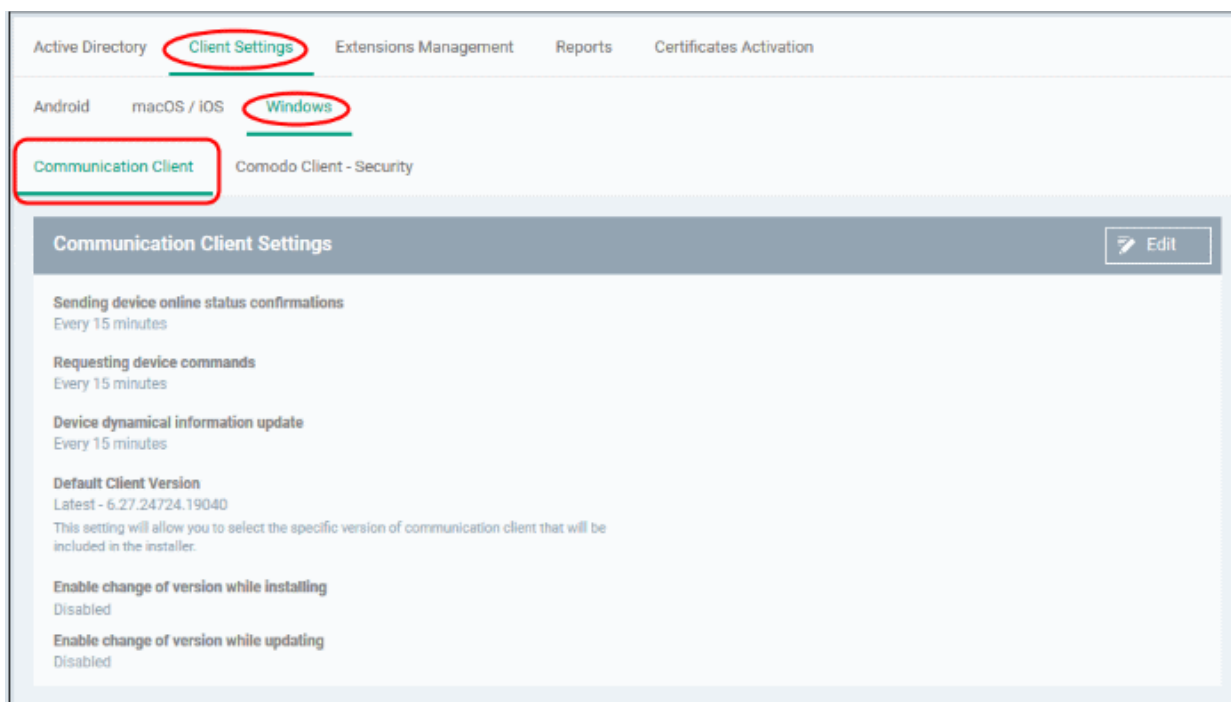 Active Directory Client Settings Extensions Management Reports Certificates Activation
Android macOS / iOS Windows
Communication Client Comodo Client - Security
Communication Client Settings Edit
Sending device online status confirmations
Every 15 minutes
Requesting device commands
Every 15 minutes
Device dynamical information update
Every 15 minutes
Default Client Version
Latest - 6.27.24724.19040
This setting will allow you to select the specific version of communication client that will be
included in the installer.
Enable change of version while installing
Disabled
Enable change of version while updating
Disabled